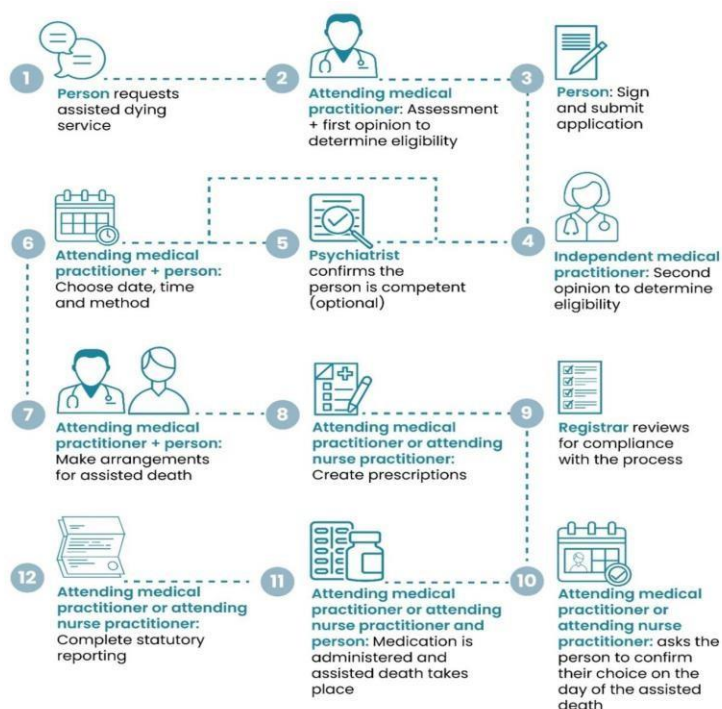 1
Person requests
assisted dying
service
2
Attending medical
practitioner: Assessment
+ first opinion to
determine eligibility
3
Person: Sign
and submit
application
6
Attending medical
practitioner + person:
Choose date, time
and method
5
Psychiatrist
confirms the
person is competent
(optional)
4
Independent medical
practitioner: Second
opinion to determine
eligibility
7
Attending medical
practitioner + person:
Make arrangements
for assisted death
8
Attending medical
practitioner or attending
nurse practitioner:
Create prescriptions
9
Registrar reviews
for compliance
with the process
12
Attending medical
practitioner or attending
nurse practitioner:
Complete statutory
reporting
11
Attending medical
practitioner or attending
nurse practitioner and
person: Medication is
administered and
assisted death takes
place
10
Attending medical
practitioner or
attending nurse
practitioner: asks the
person to confirm
their choice on the
day of the assisted
death